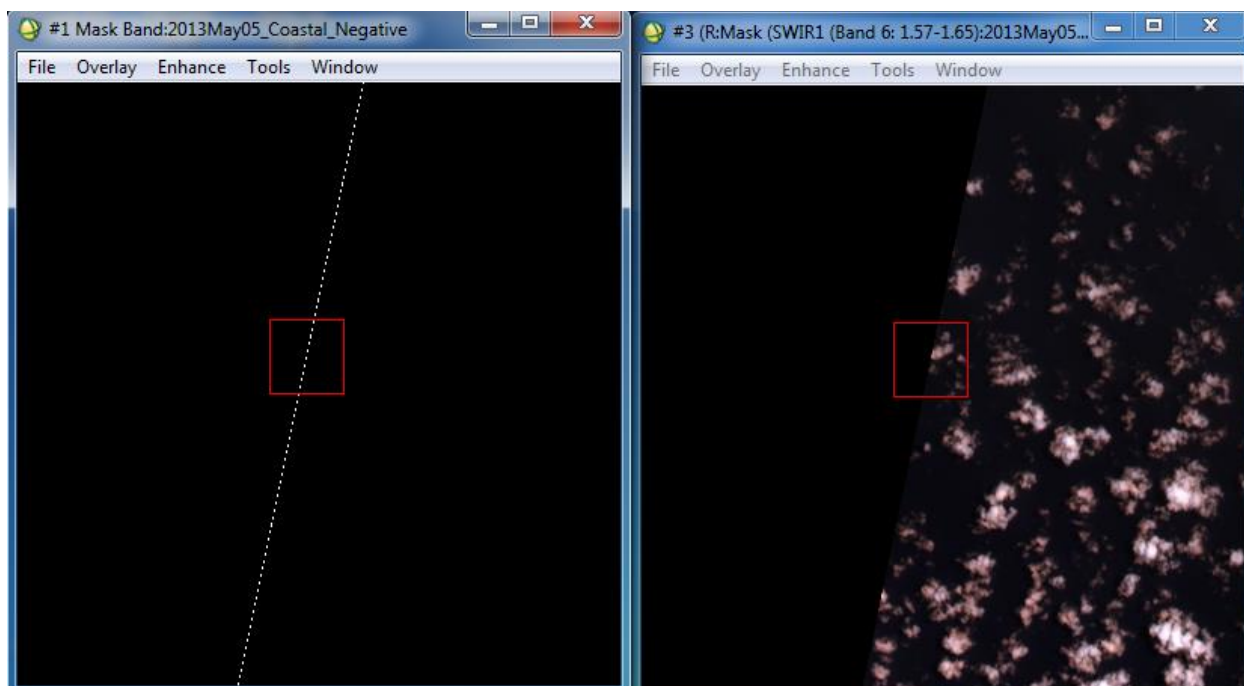 #1 Mask Band:2013May05_Coastal_Negative
File Overlay Enhance Tools Window
#3 (R:Mask (SWIR1 (Band 6: 1.57-1.65):2013May05...
File Overlay Enhance Tools Window